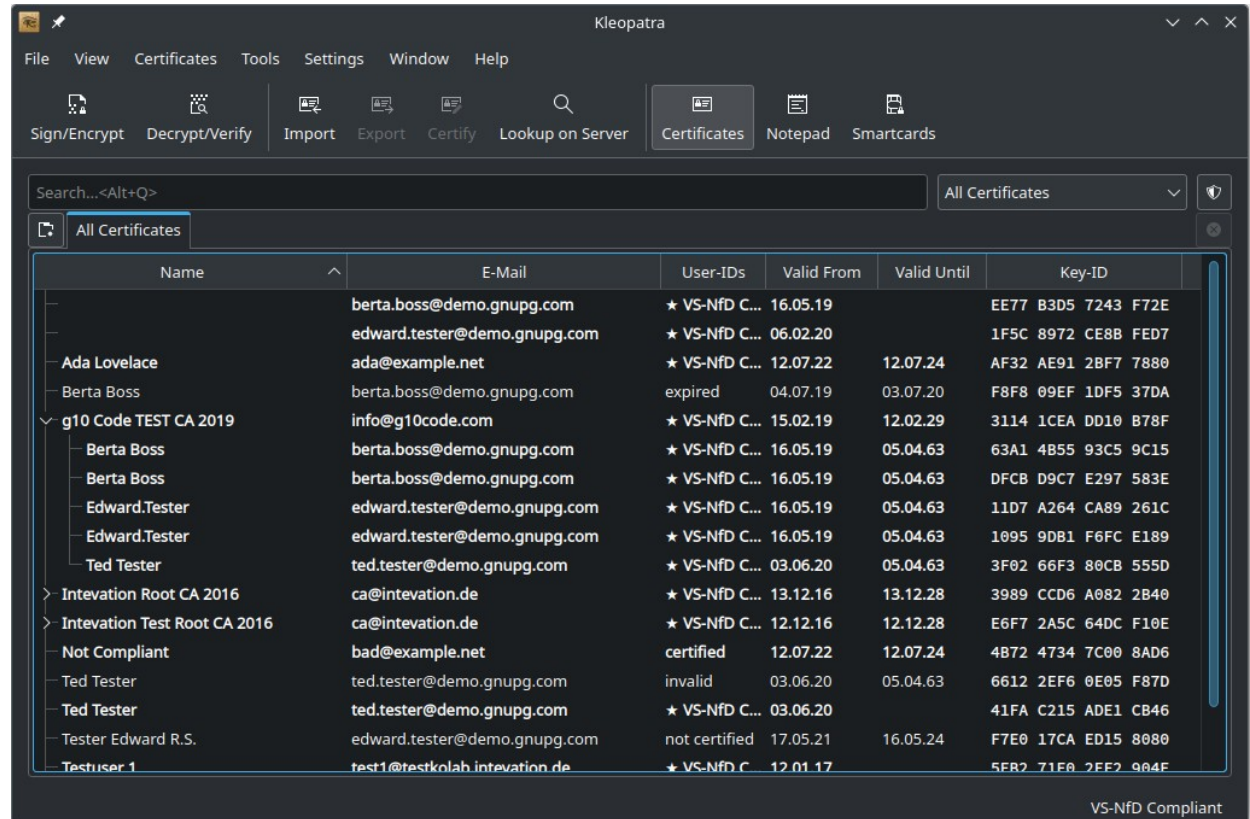 Kleopatra
File View Certificates Tools Settings Window Help
Sign/Encrypt Decrypt/Verify Import Export Certify Lookup on Server Certificates Notepad Smartcards
Search...<Alt+Q> All Certificates
All Certificates
Name E-Mail User-IDs Valid From Valid Until Key-ID
berta.boss@demo.gnupg.com ★ VS-NfD C... 16.05.19 EE77 B3D5 7243 F72E
edward.tester@demo.gnupg.com ★ VS-NfD C... 06.02.20 1F5C 8972 CE8B FED7
Ada Lovelace ada@example.net ★ VS-NfD C... 12.07.22 12.07.24 AF32 AE91 2BF7 7880
Berta Boss berta.boss@demo.gnupg.com expired 04.07.19 03.07.20 F8F8 09EF 1DF5 37DA
g10 Code TEST CA 2019 info@g10code.com ★ VS-NfD C... 15.02.19 12.02.29 3114 1CEA DD10 B78F
Berta Boss berta.boss@demo.gnupg.com ★ VS-NfD C... 16.05.19 05.04.63 63A1 4B55 93C5 9C15
Berta Boss berta.boss@demo.gnupg.com ★ VS-NfD C... 16.05.19 05.04.63 DFCB D9C7 E297 583E
Edward.Tester edward.tester@demo.gnupg.com ★ VS-NfD C... 16.05.19 05.04.63 11D7 A264 CA89 261C
Edward.Tester edward.tester@demo.gnupg.com ★ VS-NfD C... 16.05.19 05.04.63 1095 9DB1 F6FC E189
Ted Tester ted.tester@demo.gnupg.com ★ VS-NfD C... 03.06.20 05.04.63 3F02 66F3 80CB 555D
Intevation Root CA 2016 ca@intevation.de ★ VS-NfD C... 13.12.16 13.12.28 3989 CCD6 A082 2B40
Intevation Test Root CA 2016 ca@intevation.de ★ VS-NfD C... 12.12.16 12.12.28 E6F7 2A5C 64DC F10E
Not Compliant bad@example.net certified 12.07.22 12.07.24 4B72 4734 7C00 8AD6
Ted Tester ted.tester@demo.gnupg.com invalid 03.06.20 05.04.63 6612 2EF6 0E05 F87D
Ted Tester ted.tester@demo.gnupg.com ★ VS-NfD C... 03.06.20 41FA C215 ADE1 CB46
Tester Edward R.S. edward.tester@demo.gnupg.com not certified 17.05.21 16.05.24 F7E0 17CA ED15 8080
Testuser 1 test1@testkolab.intevation.de ★ VS-NfD C... 12.01.17 5EB2 71E0 2EE2 904E
VS-NfD Compliant